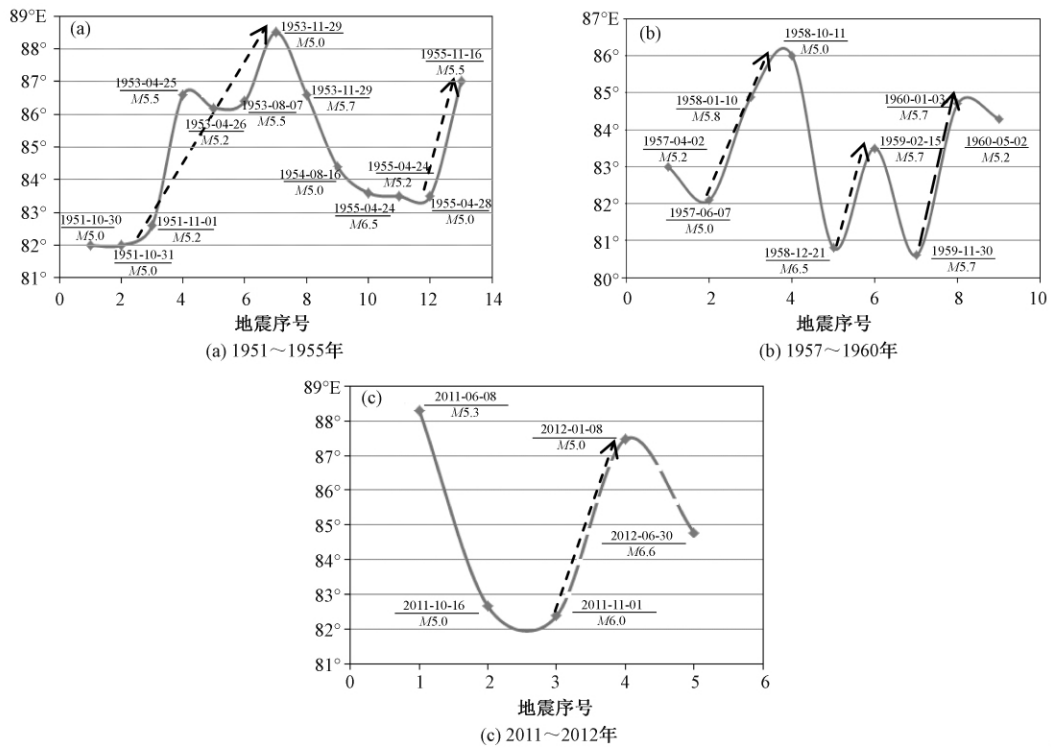 (a)
89°E
88°
87°
86°
85°
84°
83°
82°
81°
1951-10-30
M5.0
1951-10-31
M5.0
1951-11-01
M5.2
1953-04-25
M5.5
1953-04-26
M5.2
1953-08-07
M5.5
1953-11-29
M5.0
1953-11-29
M5.7
1954-08-16
M5.0
1955-04-24
M6.5
1955-04-24
M5.2
1955-04-28
M5.0
1955-11-16
M5.5
0 2 4 6 8 10 12 14
地震序号
(a) 1951～1955年
(b)
87°E
86°
85°
84°
83°
82°
81°
80°
1957-04-02
M5.2
1957-06-07
M5.0
1958-01-10
M5.8
1958-10-11
M5.0
1958-12-21
M6.5
1959-02-15
M5.7
1959-11-30
M5.7
1960-01-03
M5.7
1960-05-02
M5.2
0 2 4 6 8 10
地震序号
(b) 1957～1960年
(c)
89°E
88°
87°
86°
85°
84°
83°
82°
81°
2011-06-08
M5.3
2011-10-16
M5.0
2011-11-01
M6.0
2012-01-08
M5.0
2012-06-30
M6.6
0 1 2 3 4 5 6
地震序号
(c) 2011～2012年